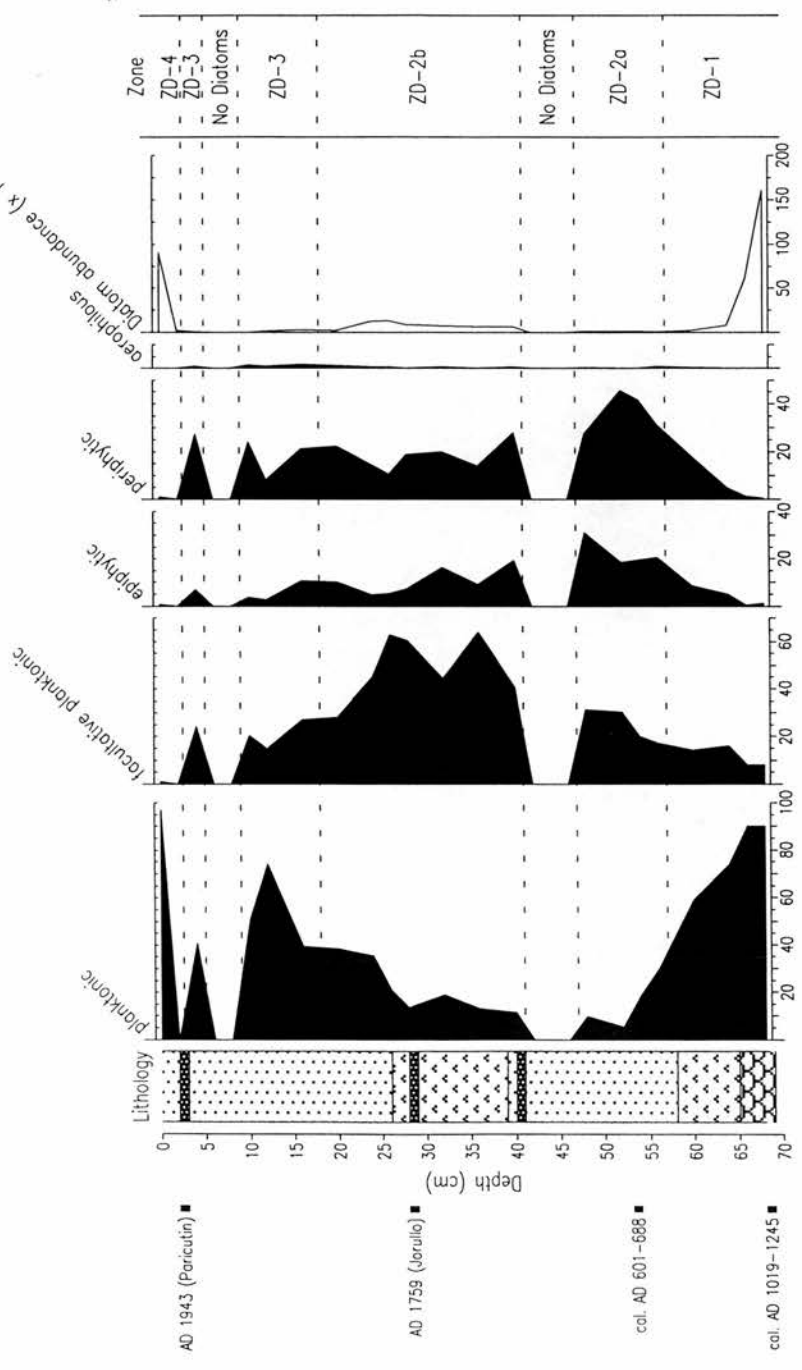 Zone
ZD-4
ZD-3
No Diatoms
ZD-3
ZD-2b
No Diatoms
ZD-2a
ZD-1
Diatom abundance (x
50
100
150
200
aerophilous
periphytic
20
40
epiphytic
20
40
facultative planktonic
20
40
60
planktonic
20
40
60
80
100
Lithology
0
5
10
15
20
25
30
35
40
45
50
55
60
65
70
Depth (cm)
AD 1943 (Paricutin)
AD 1759 (Jorullo)
cal. AD 601-688
cal. AD 1019-1245